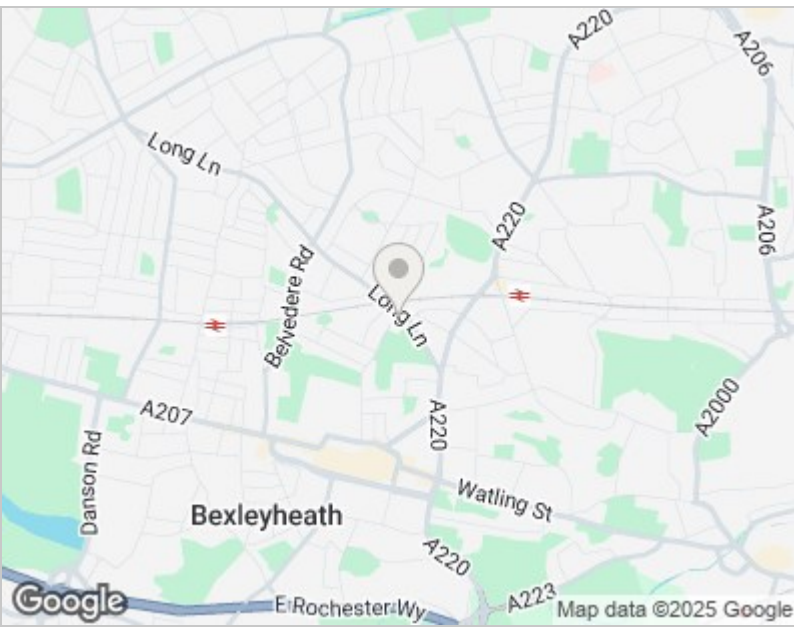 A220
A206
Long Ln
A206
A220
Belvedere Rd
Long Ln
A2000
A220
A207
Danson Rd
Watling St
Bexleyheath
A220
A223
E Rochester Wy
Google
Map data ©2025 Google